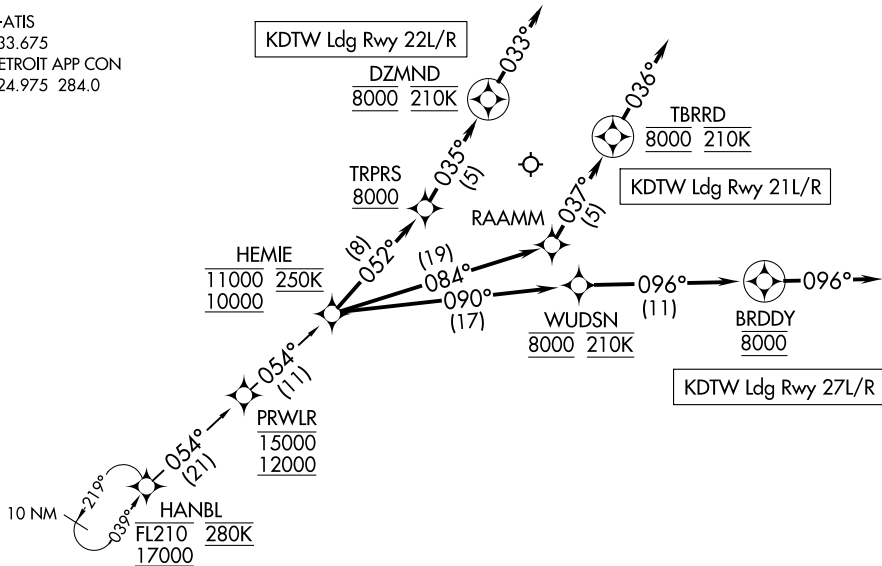 -ATIS
33.675
ETROIT APP CON
24.975 284.0
KDTW Ldg Rwy 22L/R
DZMND
8000 210K
033°
036°
TBRRD
8000 210K
KDTW Ldg Rwy 21L/R
TRPRS
8000
035°
(5)
RAAMM
037°
(5)
HEMIE
11000 250K
10000
(8)
052°
(19)
084°
090°
(17)
WUDSN
8000 210K
096°
(11)
BRDDY
8000
096°
KDTW Ldg Rwy 27L/R
054°
(11)
PRWLR
15000
12000
054°
(21)
HANBL
FL210 280K
17000
10 NM
219°
039°